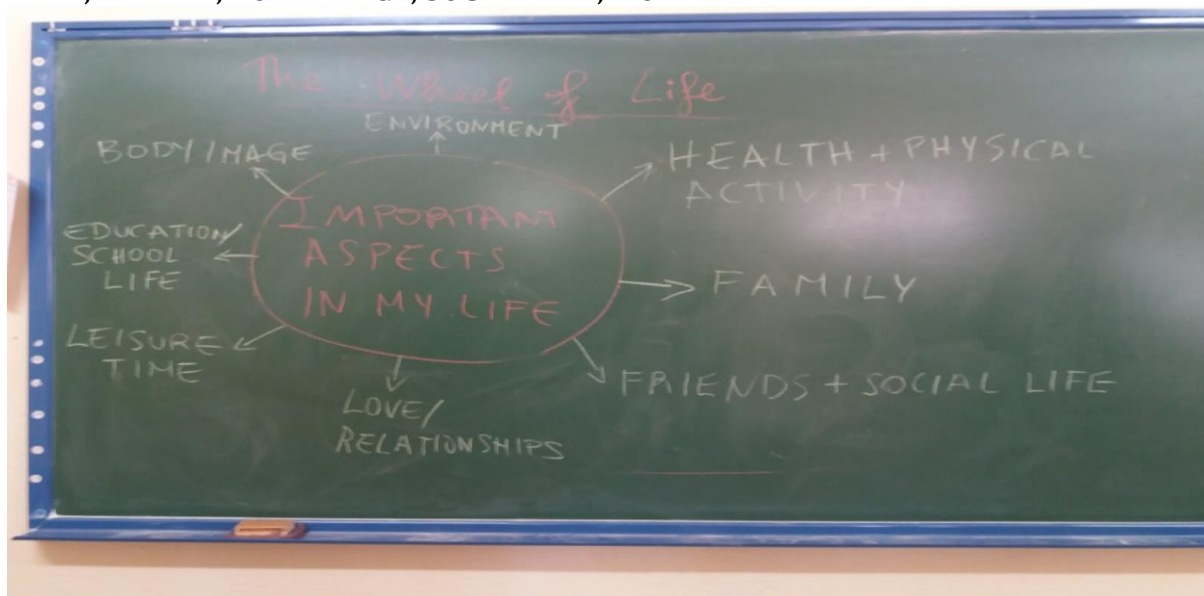 The Wheel of Life
ENVIRONMENT
BODY IMAGE
HEALTH + PHYSICAL
ACTIVITY
IMPORTANT
ASPECTS
IN MY LIFE
EDUCATION/
SCHOOL
LIFE
FAMILY
LEISURE
TIME
FRIENDS + SOCIAL LIFE
LOVE/
RELATIONSHIPS